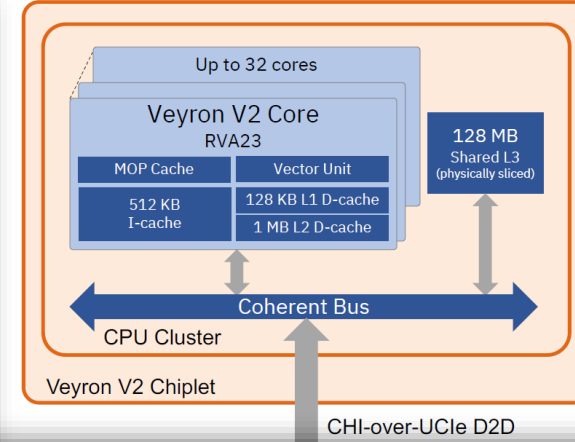 Up to 32 cores
Veyron V2 Core
RVA23
MOP Cache
Vector Unit
512 KB
I-cache
128 KB L1 D-cache
1 MB L2 D-cache
128 MB
Shared L3
(physically sliced)
Coherent Bus
CPU Cluster
Veyron V2 Chiplet
CHI-over-UCIe D2D